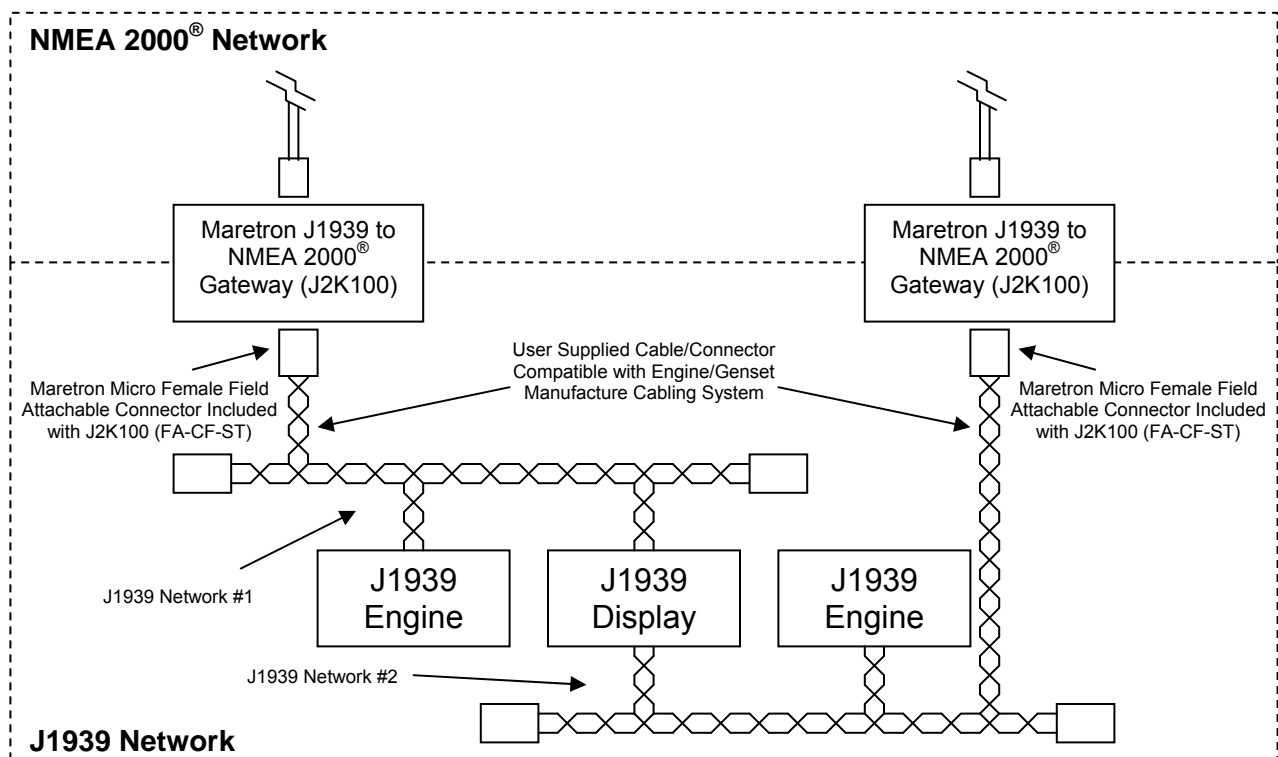 NMEA 2000® Network
Maretron J1939 to
NMEA 2000®
Gateway (J2K100)
Maretron J1939 to
NMEA 2000®
Gateway (J2K100)
Maretron Micro Female Field
Attachable Connector Included
with J2K100 (FA-CF-ST)
User Supplied Cable/Connector
Compatible with Engine/Genset
Manufacture Cabling System
Maretron Micro Female Field
Attachable Connector Included
with J2K100 (FA-CF-ST)
J1939 Network #1
J1939
Engine
J1939
Display
J1939
Engine
J1939 Network #2
J1939 Network